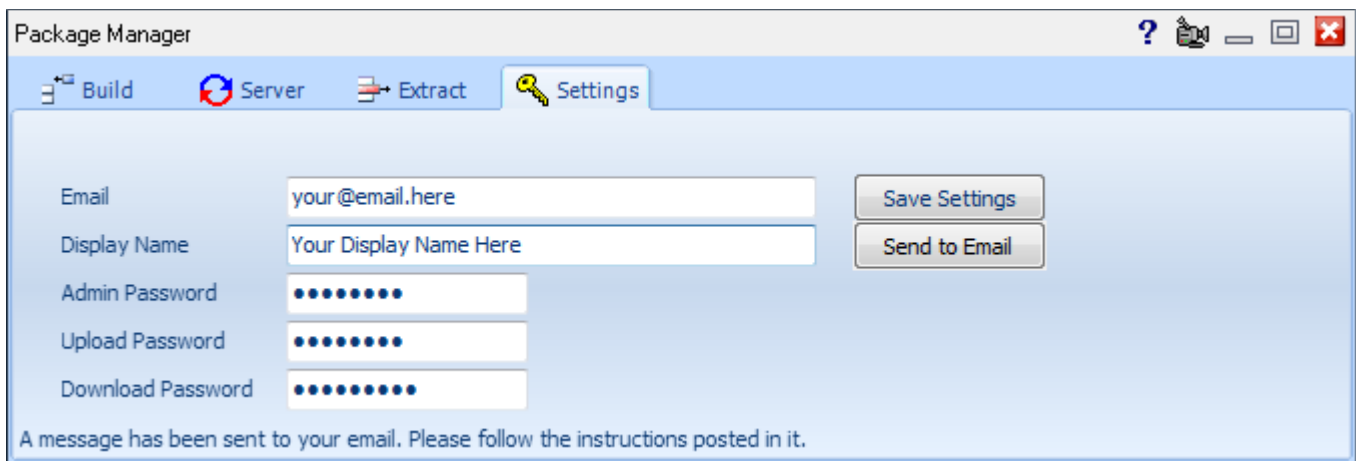 Package Manager ?
Build Server Extract Settings
Email your@email.here Save Settings
Display Name Your Display Name Here Send to Email
Admin Password ●●●●●●●●
Upload Password ●●●●●●●●
Download Password ●●●●●●●●●
A message has been sent to your email. Please follow the instructions posted in it.